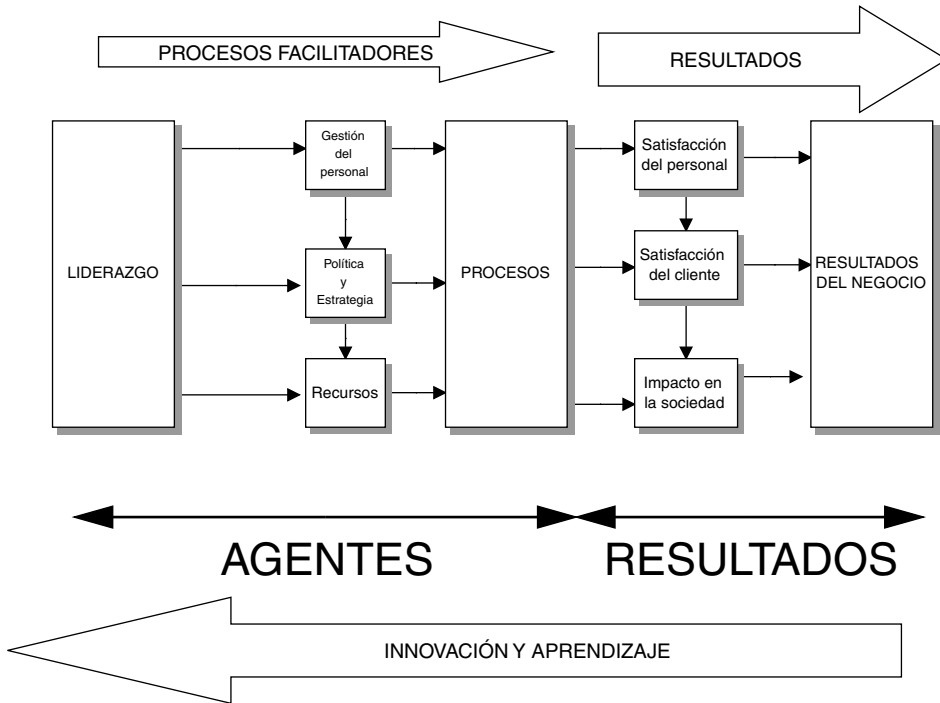 PROCESOS FACILITADORES
RESULTADOS
LIDERAZGO
Gestión
del
personal
Política
y
Estrategia
Recursos
PROCESOS
Satisfacción
del personal
Satisfacción
del cliente
Impacto en
la sociedad
RESULTADOS
DEL NEGOCIO
AGENTES
RESULTADOS
INNOVACIÓN Y APRENDIZAJE